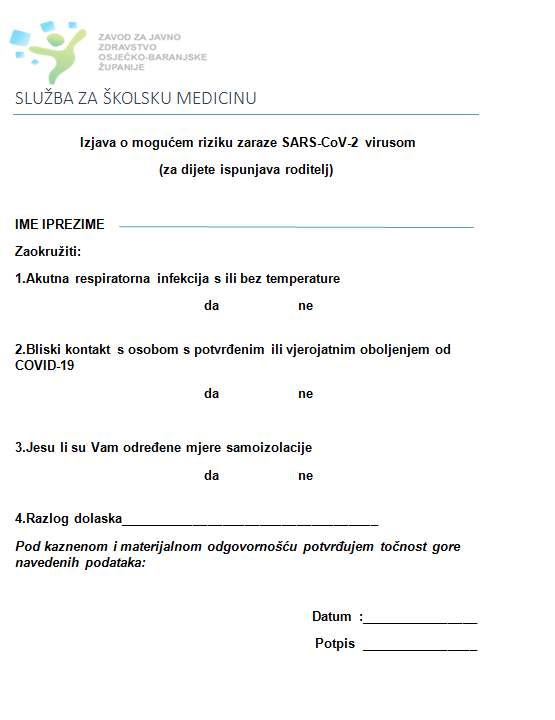 ZAVOD ZA JAVNO
ZDRAVSTVO
OSJEČKO-BARANJSKE
ŽUPANIJE
SLUŽBA ZA ŠKOLSKU MEDICINU
Izjava o mogućem riziku zaraze SARS-CoV-2 virusom
(za dijete ispunjava roditelj)
IME IPREZIME
Zaokružiti:
1.Akutna respiratorna infekcija s ili bez temperature
da ne
2.Bliski kontakt s osobom s potvrđenim ili vjerojatnim oboljenjem od
COVID-19
da ne
3.Jesu li su Vam određene mjere samoizolacije
da ne
4.Razlog dolaska____________________________________
Pod kaznenom i materijalnom odgovornošću potvrđujem točnost gore
navedenih podataka:
Datum :________________
Potpis ________________